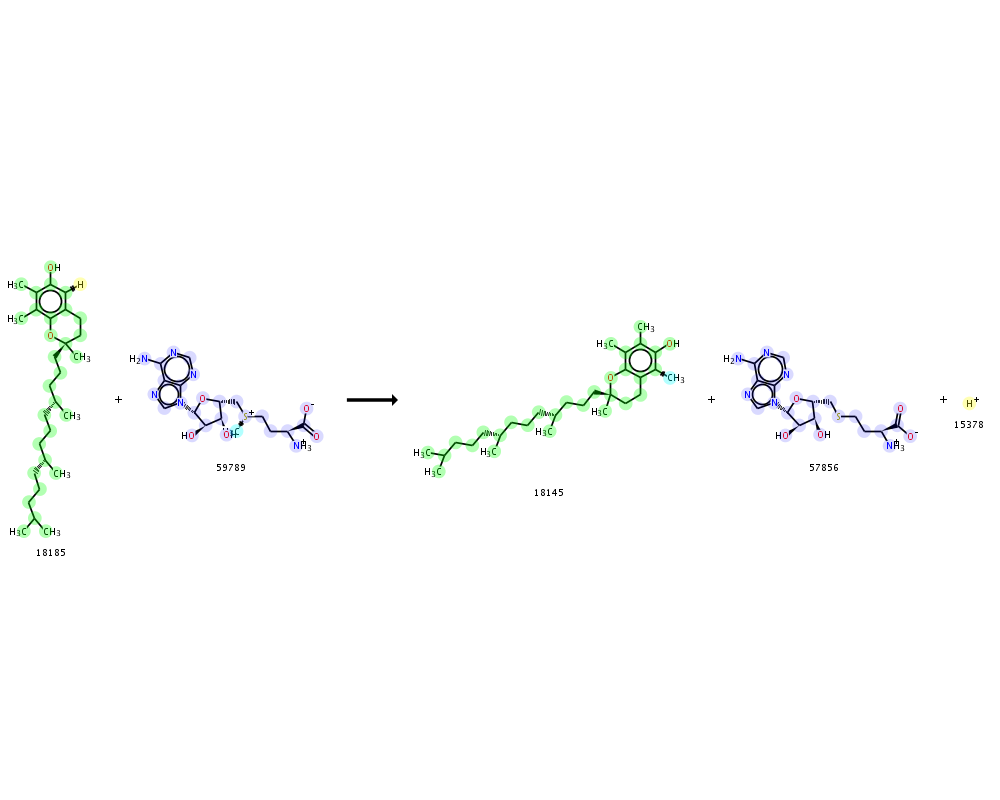 OH
H
H₃C
H₃C
O
CH₃
CH₃
CH₃
H₃C
CH₃
18185
+
H₂N
N
N
N
N
O
HO
OH
S⁺
CH₃
O⁻
O
NH₃⁺
59789
CH₃
CH₃
H₃C
OH
O
CH₃
H₃C
H₃C
H₃C
H₃C
H₃C
18145
+
H₂N
N
N
N
N
O
HO
OH
S
O
O⁻
NH₃⁺
57856
+
H⁺
15378